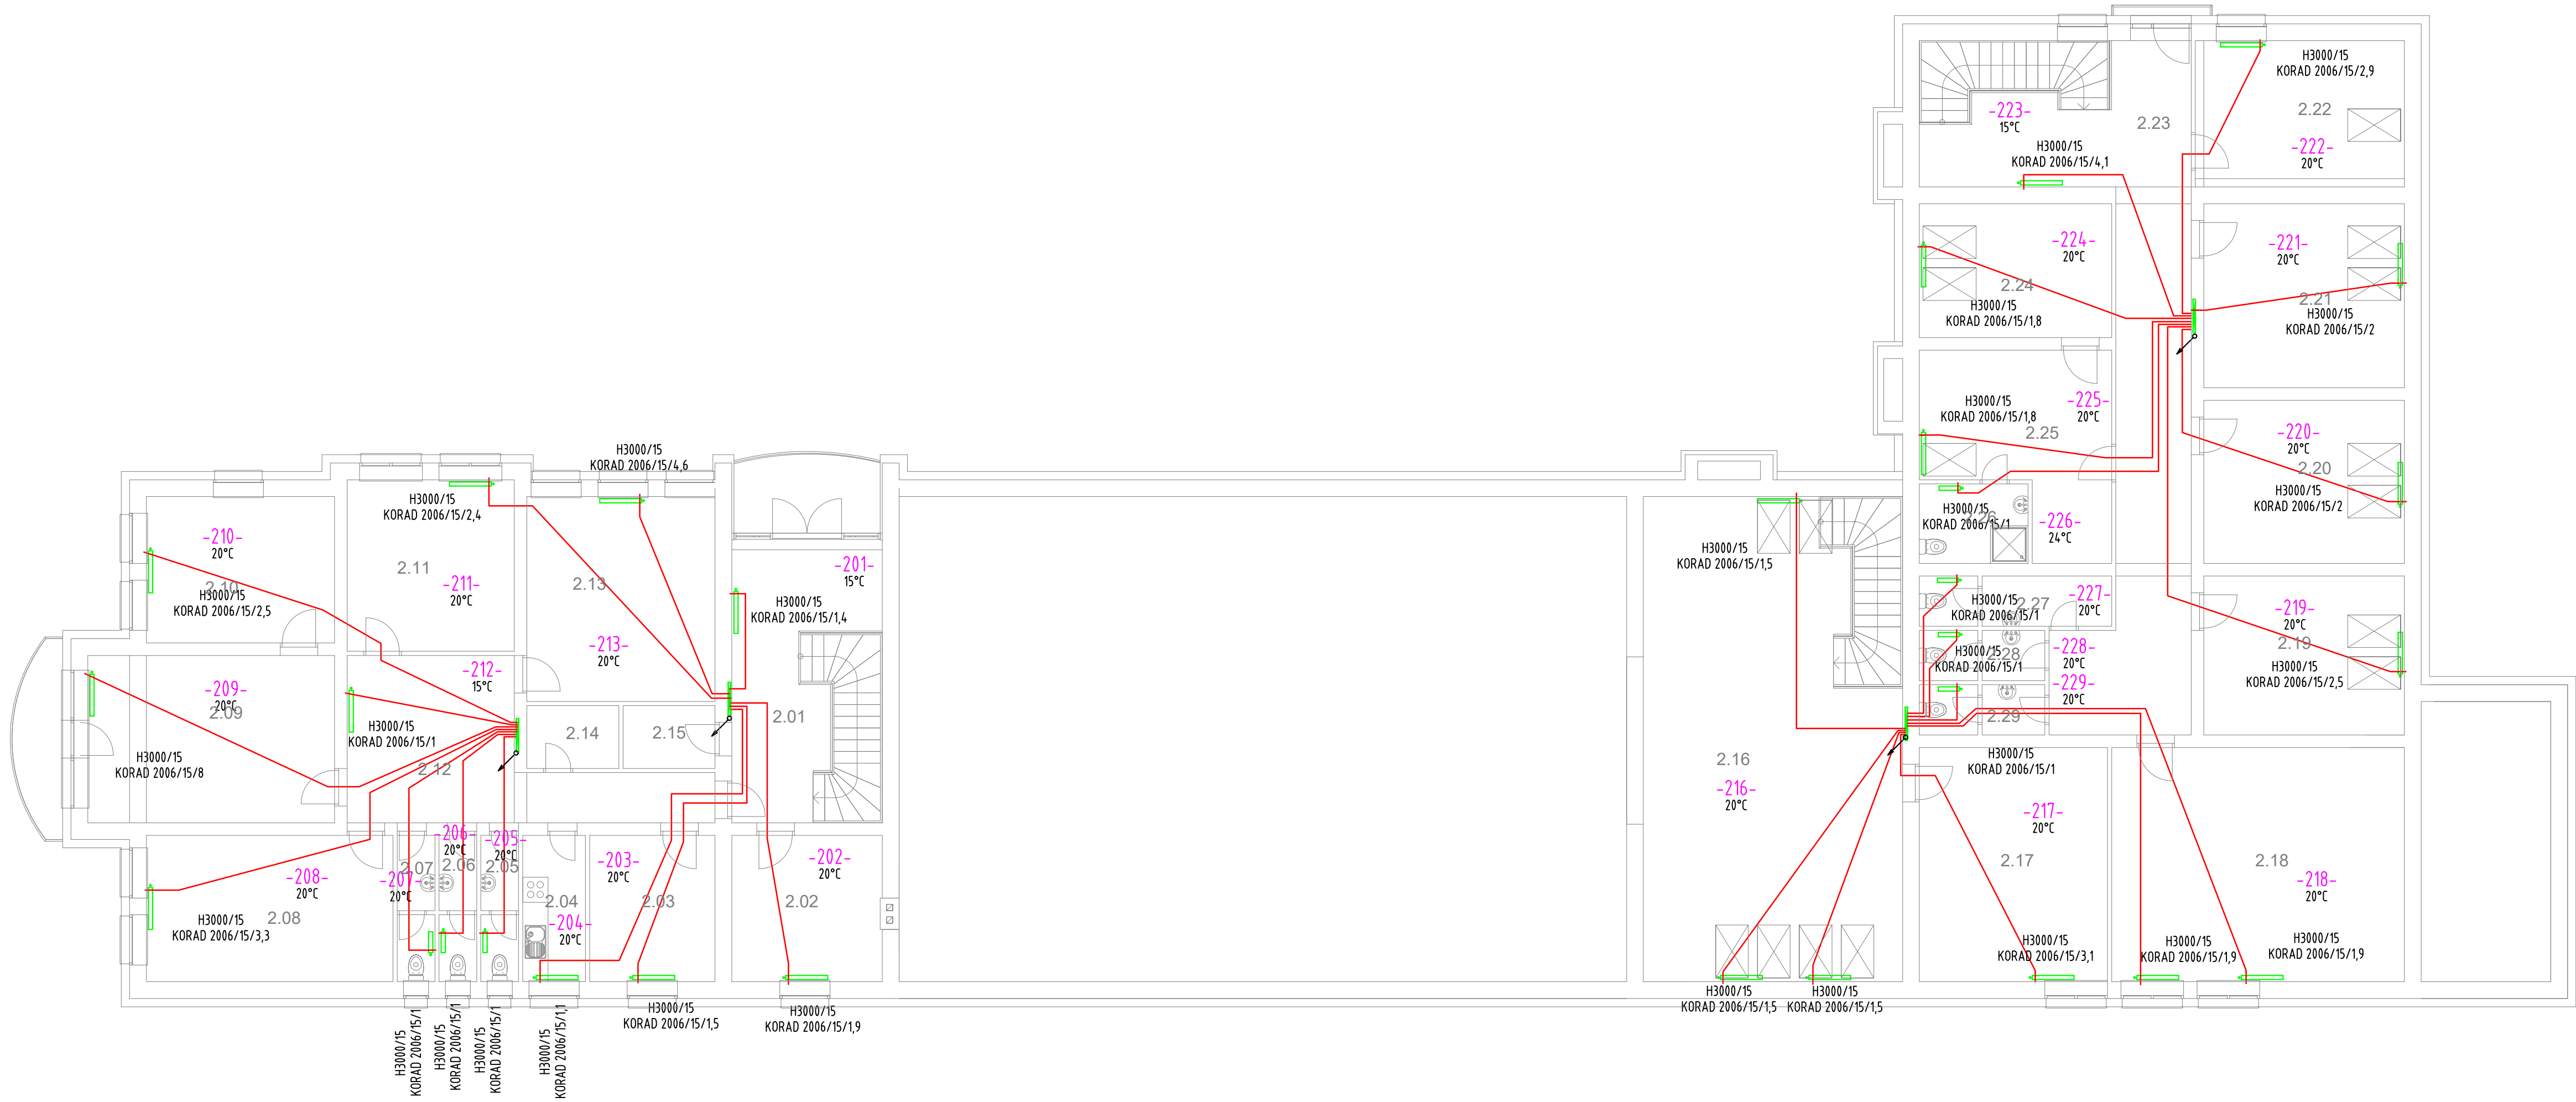 H3000/15
KORAD 2006/15/2,9
2.22
-222-
20°C
-223-
15°C
2.23
H3000/15
KORAD 2006/15/4,1
-224-
20°C
2.24
H3000/15
KORAD 2006/15/1,8
-221-
20°C
2.21
H3000/15
KORAD 2006/15/2
H3000/15
KORAD 2006/15/1,8
-225-
20°C
2.25
-220-
20°C
2.20
H3000/15
KORAD 2006/15/2
H3000/15
KORAD 2006/15/1
2.26
-226-
24°C
H3000/15
KORAD 2006/15/1
2.27
-227-
20°C
H3000/15
KORAD 2006/15/1
2.28
-228-
20°C
-229-
20°C
2.29
-219-
20°C
2.19
H3000/15
KORAD 2006/15/2,5
H3000/15
KORAD 2006/15/4,6
H3000/15
KORAD 2006/15/2,4
-210-
20°C
2.10
H3000/15
KORAD 2006/15/2,5
2.11
-211-
20°C
2.13
-213-
20°C
-201-
15°C
H3000/15
KORAD 2006/15/1,4
2.01
H3000/15
KORAD 2006/15/1,5
-209-
20°C
2.09
H3000/15
KORAD 2006/15/8
-212-
15°C
H3000/15
KORAD 2006/15/1
2.12
2.14
2.15
2.16
-216-
20°C
H3000/15
KORAD 2006/15/1
-217-
20°C
2.17
2.18
-218-
20°C
-208-
20°C
2.08
H3000/15
KORAD 2006/15/3,3
2.07
-207-
20°C
-206-
20°C
2.06
-205-
20°C
2.05
2.04
-204-
20°C
-203-
20°C
2.03
-202-
20°C
2.02
H3000/15
KORAD 2006/15/3,1
H3000/15
KORAD 2006/15/1,9
H3000/15
KORAD 2006/15/1,9
H3000/15
KORAD 2006/15/1
H3000/15
KORAD 2006/15/1
H3000/15
KORAD 2006/15/1
H3000/15
KORAD 2006/15/1,1
H3000/15
KORAD 2006/15/1,5
H3000/15
KORAD 2006/15/1,9
H3000/15
KORAD 2006/15/1,5
H3000/15
KORAD 2006/15/1,5